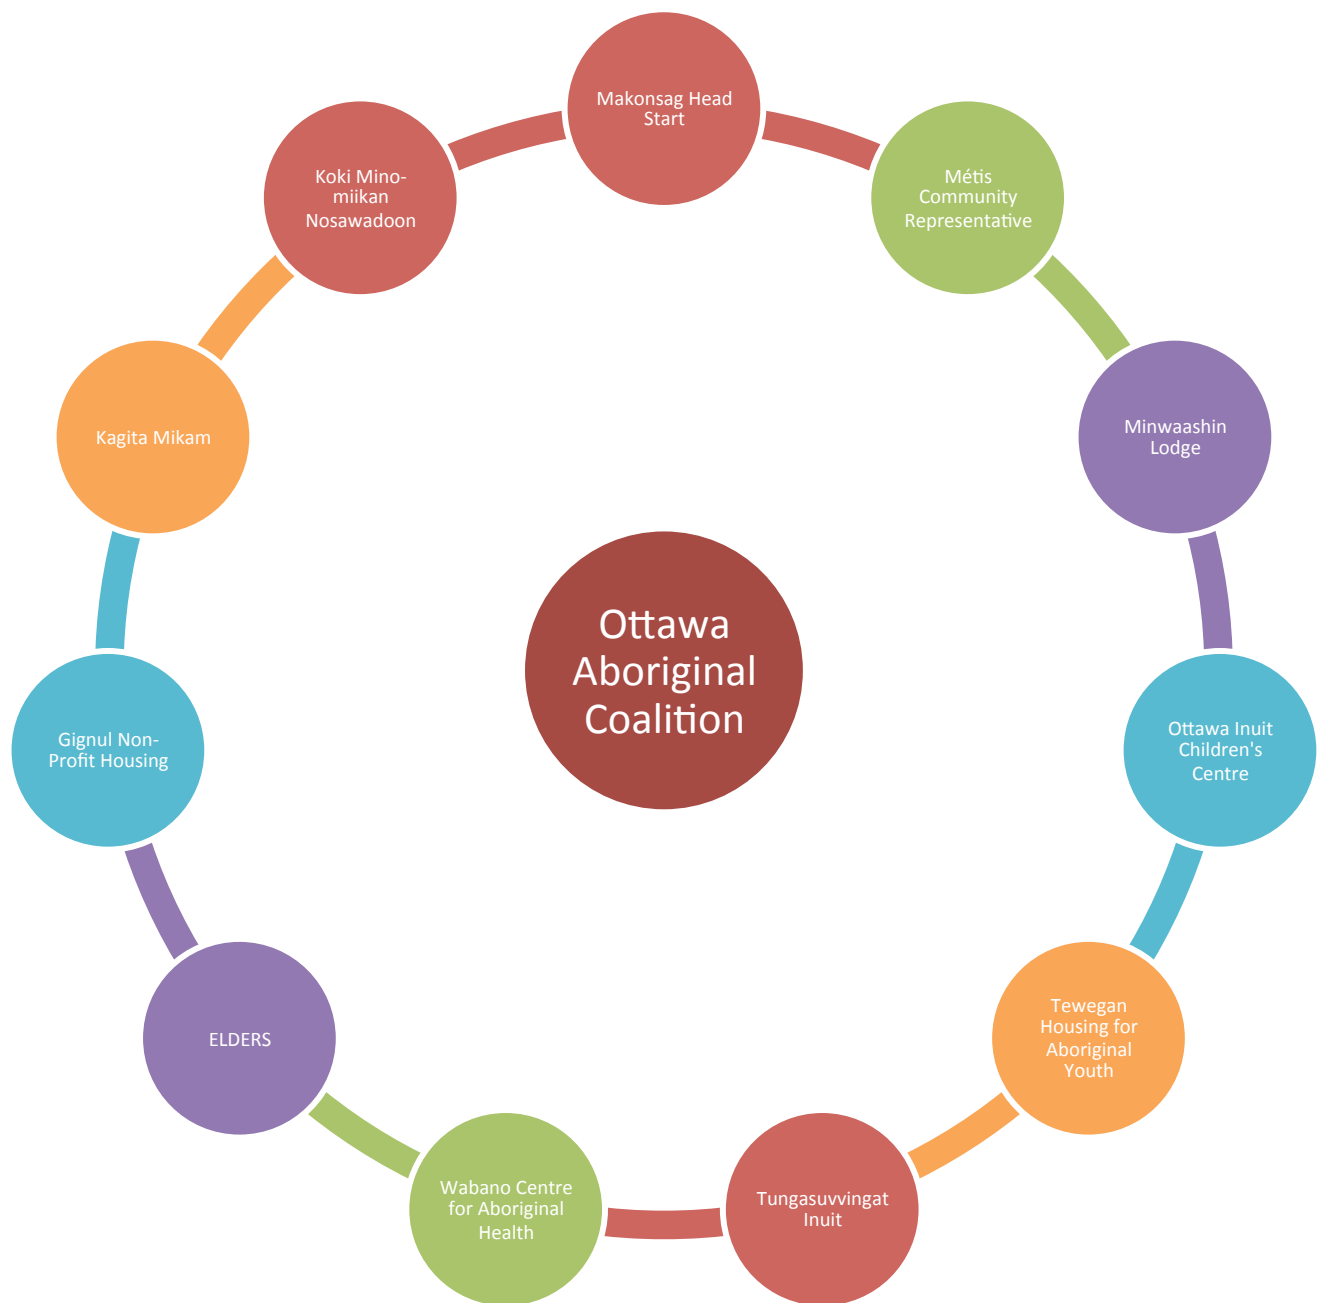 Makonsag Head
Start
Métis
Community
Representative
Minwaashin
Lodge
Ottawa Inuit
Children's
Centre
Tewegan
Housing for
Aboriginal
Youth
Tungasuvvingat
Inuit
Wabano Centre
for Aboriginal
Health
ELDERS
Gignul Non-
Profit Housing
Kagita Mikam
Koki Mino-
miikan
Nosawadoon
Ottawa
Aboriginal
Coalition